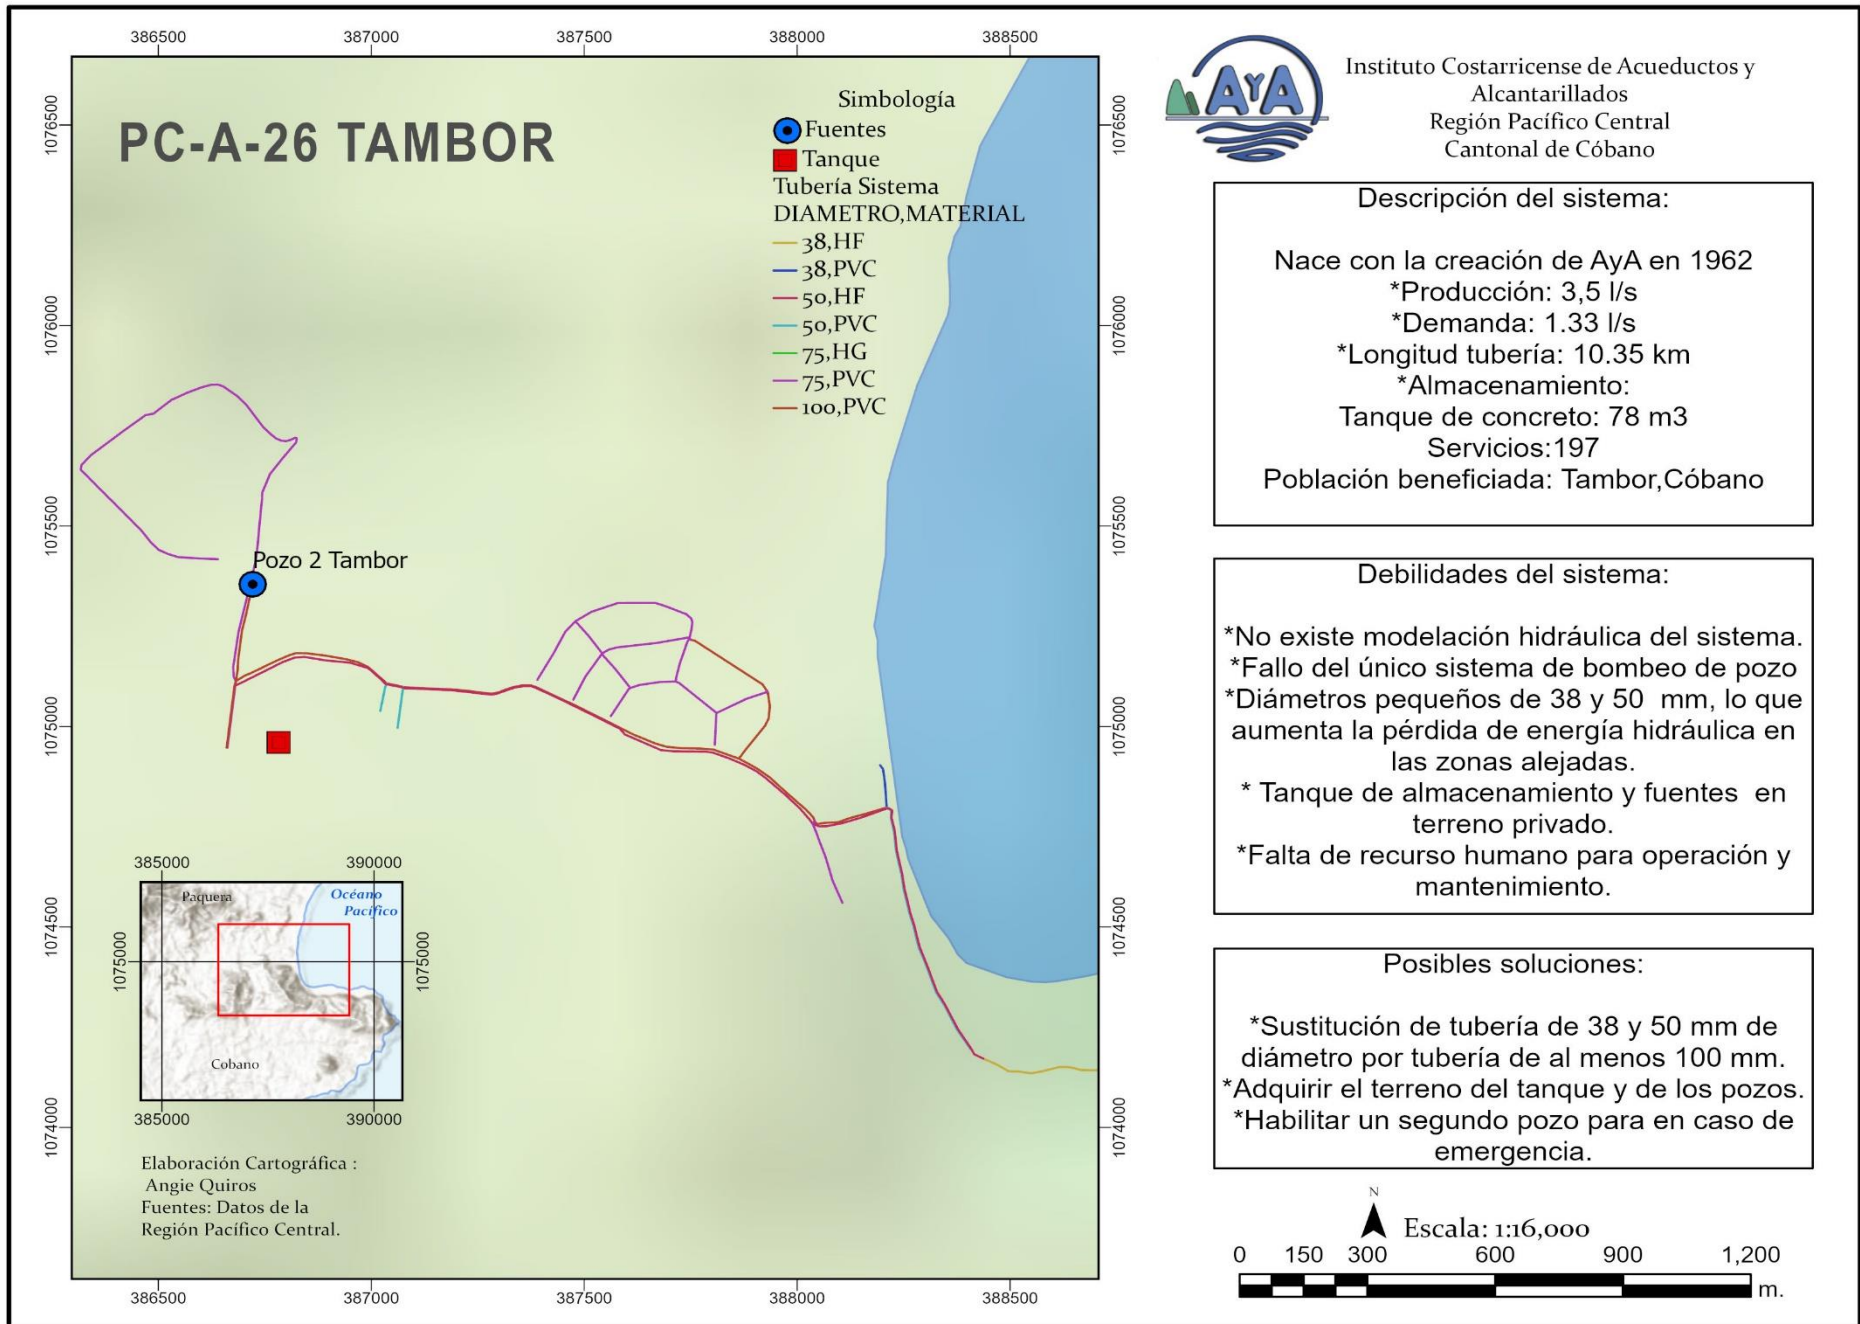 386500
387000
387500
388000
388500
1076500
1076000
1075500
1075000
1074500
1074000
PC-A-26 TAMBOR
Simbología
Fuentes
Tanque
Tubería Sistema
DIAMETRO,MATERIAL
38,HF
38,PVC
50,HF
50,PVC
75,HG
75,PVC
100,PVC
Pozo 2 Tambor
385000
390000
Paquera
Océano
Pacífico
1075000
1075000
Cobano
385000
390000
Elaboración Cartográfica :
Angie Quiros
Fuentes: Datos de la
Región Pacífico Central.
1076500
1076000
1075500
1075000
1074500
1074000
386500
387000
387500
388000
388500
AYA
Instituto Costarricense de Acueductos y
Alcantarillados
Región Pacífico Central
Cantonal de Cóbano
Descripción del sistema:
Nace con la creación de AyA en 1962
*Producción: 3,5 l/s
*Demanda: 1.33 l/s
*Longitud tubería: 10.35 km
*Almacenamiento:
Tanque de concreto: 78 m3
Servicios:197
Población beneficiada: Tambor,Cóbano
Debilidades del sistema:
*No existe modelación hidráulica del sistema.
*Fallo del único sistema de bombeo de pozo
*Diámetros pequeños de 38 y 50 mm, lo que
aumenta la pérdida de energía hidráulica en
las zonas alejadas.
* Tanque de almacenamiento y fuentes en
terreno privado.
*Falta de recurso humano para operación y
mantenimiento.
Posibles soluciones:
*Sustitución de tubería de 38 y 50 mm de
diámetro por tubería de al menos 100 mm.
*Adquirir el terreno del tanque y de los pozos.
*Habilitar un segundo pozo para en caso de
emergencia.
N
Escala: 1:16,000
0 150 300 600 900 1,200
m.